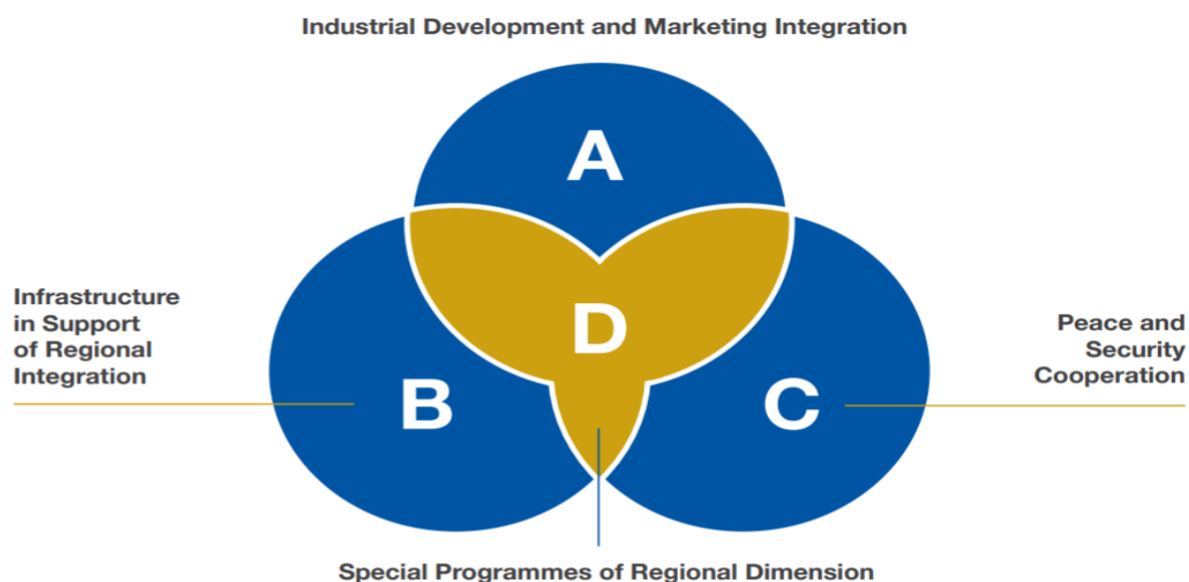 Industrial Development and Marketing Integration
A
Infrastructure
in Support
of Regional
Integration
D
Peace and
Security
Cooperation
B
C
Special Programmes of Regional Dimension